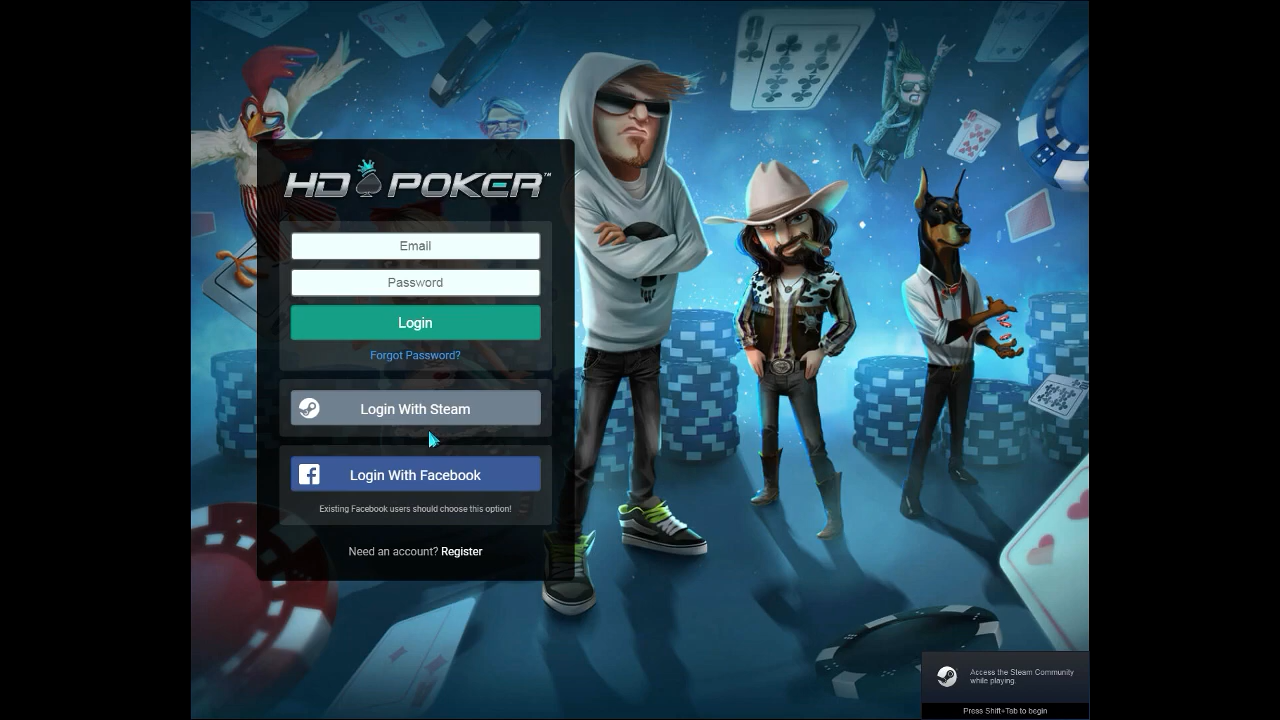 HD POKER™
Email
Password
Login
Forgot Password?
Login With Steam
Login With Facebook
Existing Facebook users should choose this option!
Need an account? Register
Access the Steam Community
while playing.
Press Shift+Tab to begin